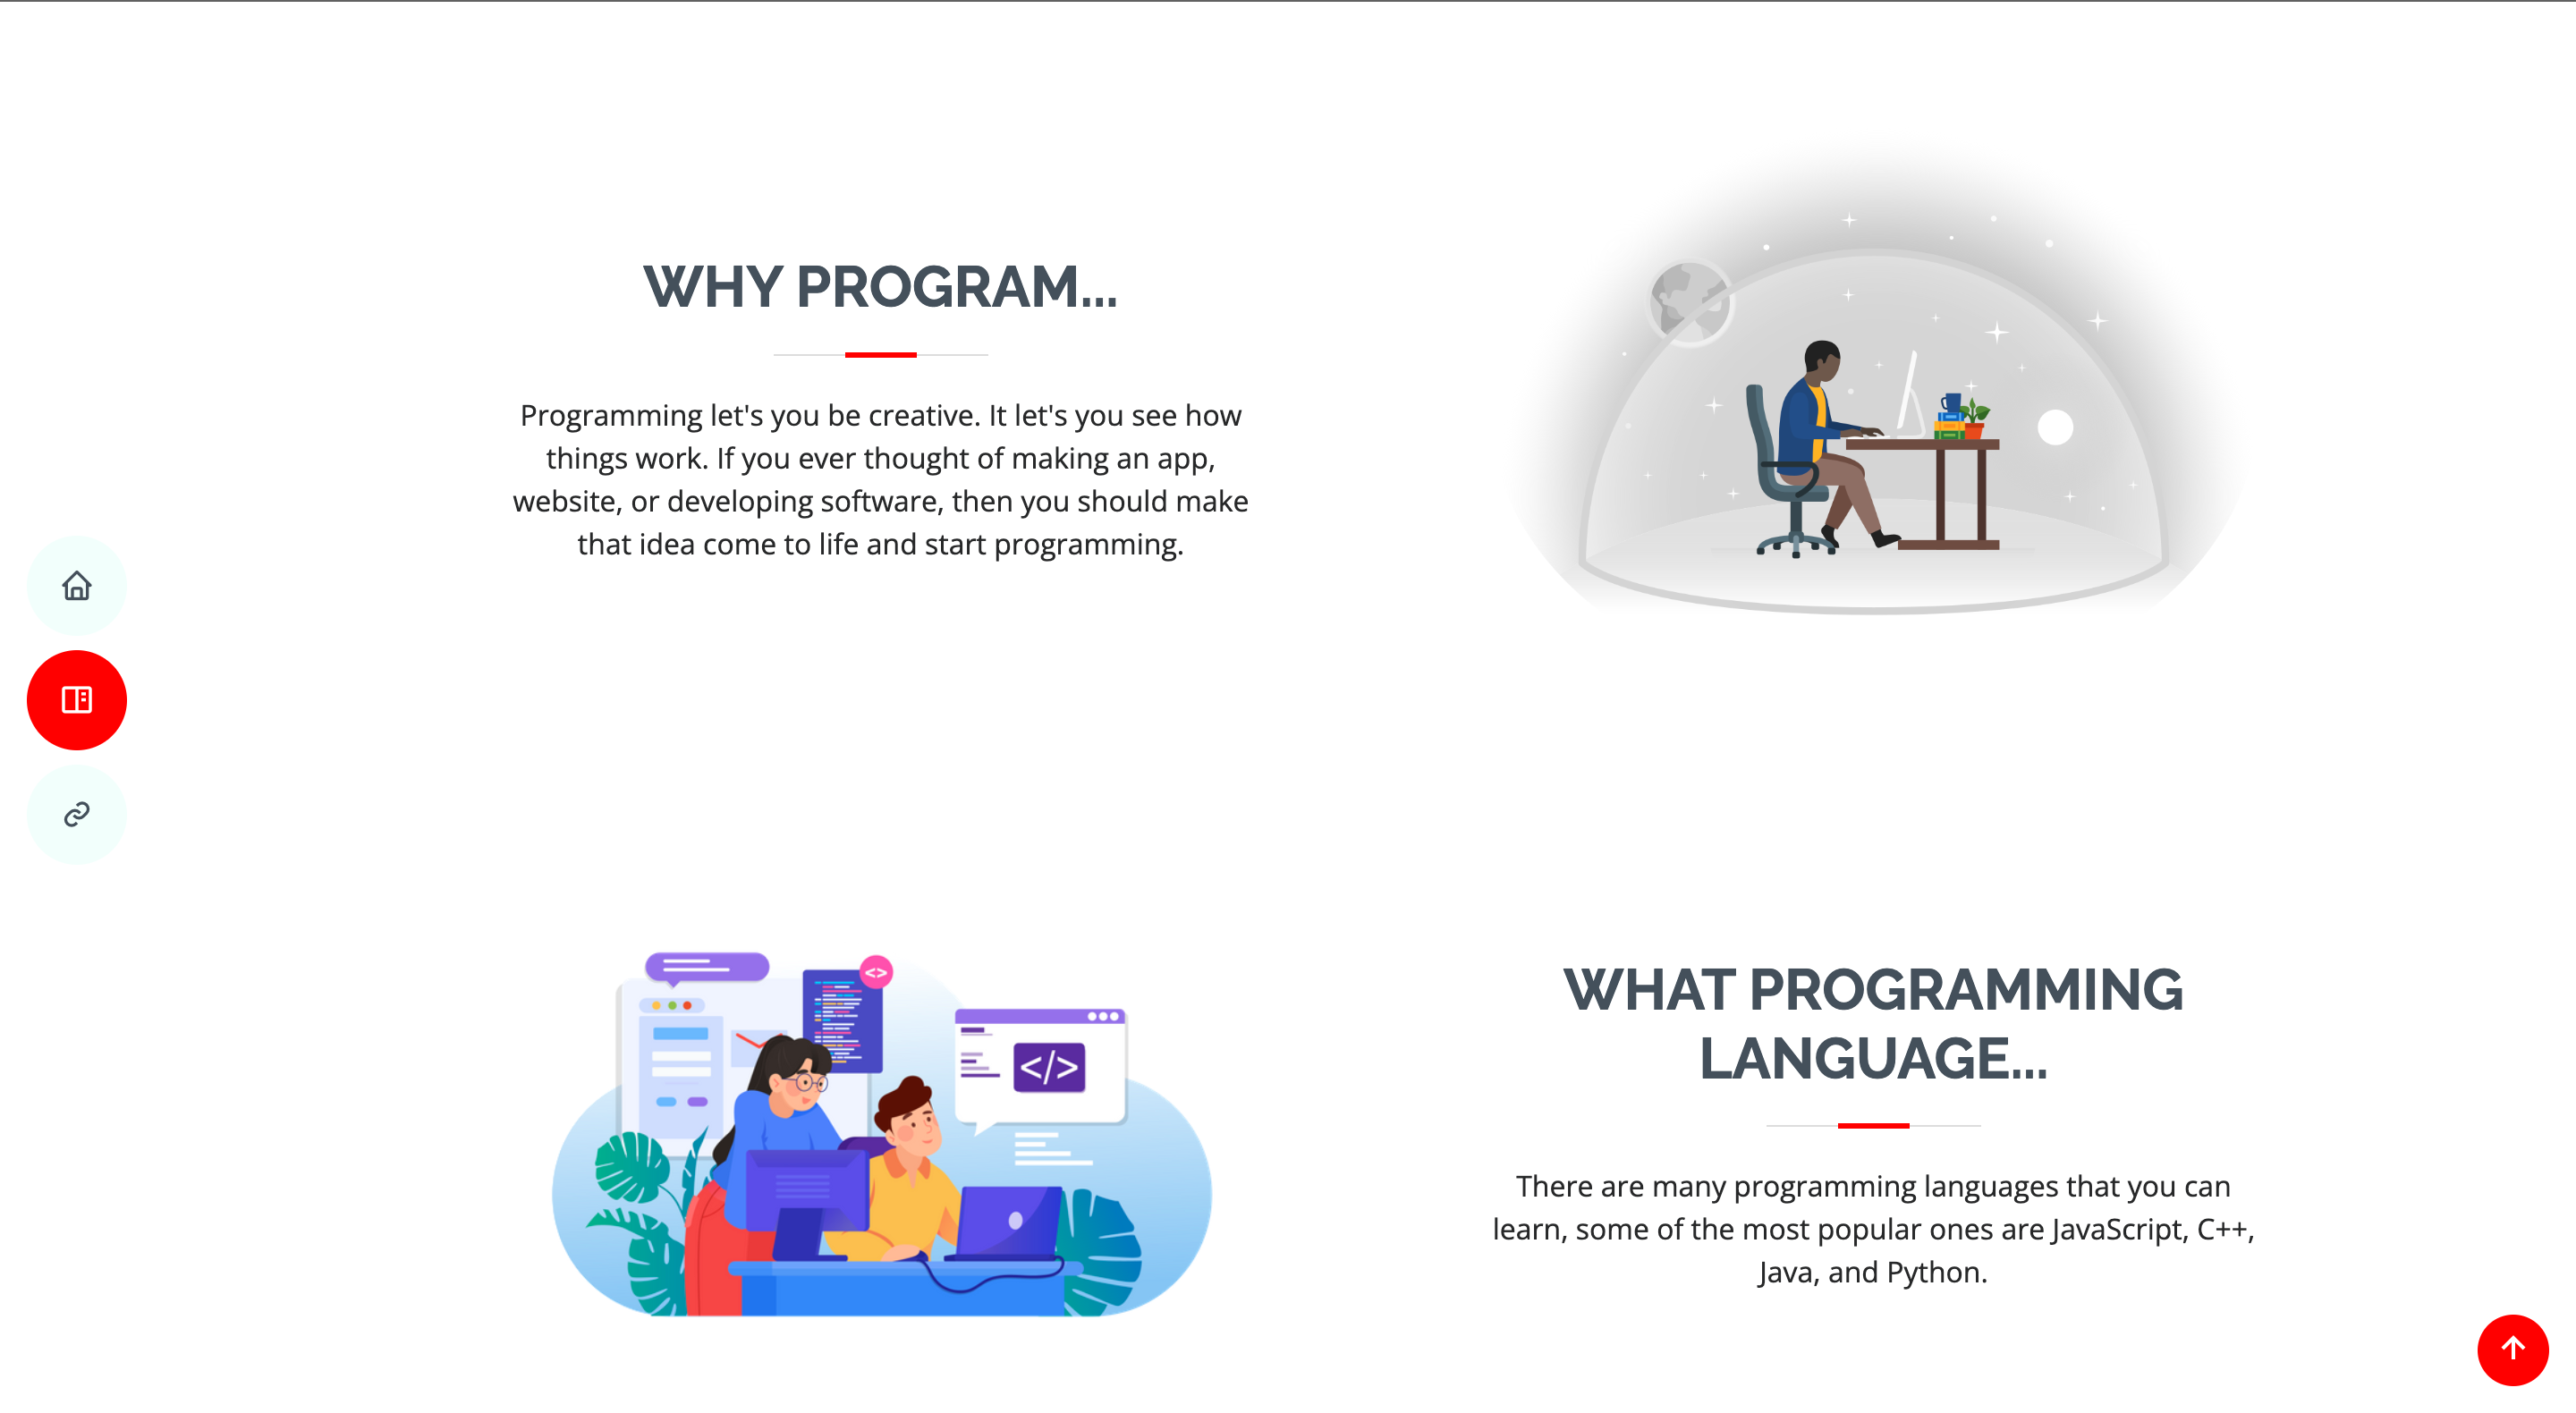 WHY PROGRAM...
Programming let's you be creative. It let's you see how
things work. If you ever thought of making an app,
website, or developing software, then you should make
that idea come to life and start programming.
<>
</>
WHAT PROGRAMMING
LANGUAGE...
There are many programming languages that you can
learn, some of the most popular ones are JavaScript, C++,
Java, and Python.